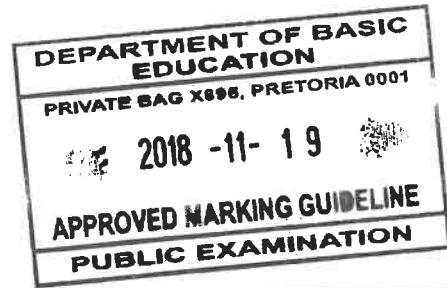 DEPARTMENT OF BASIC
EDUCATION
PRIVATE BAG X895, PRETORIA 0001
2018 -11- 19
APPROVED MARKING GUIDELINE
PUBLIC EXAMINATION